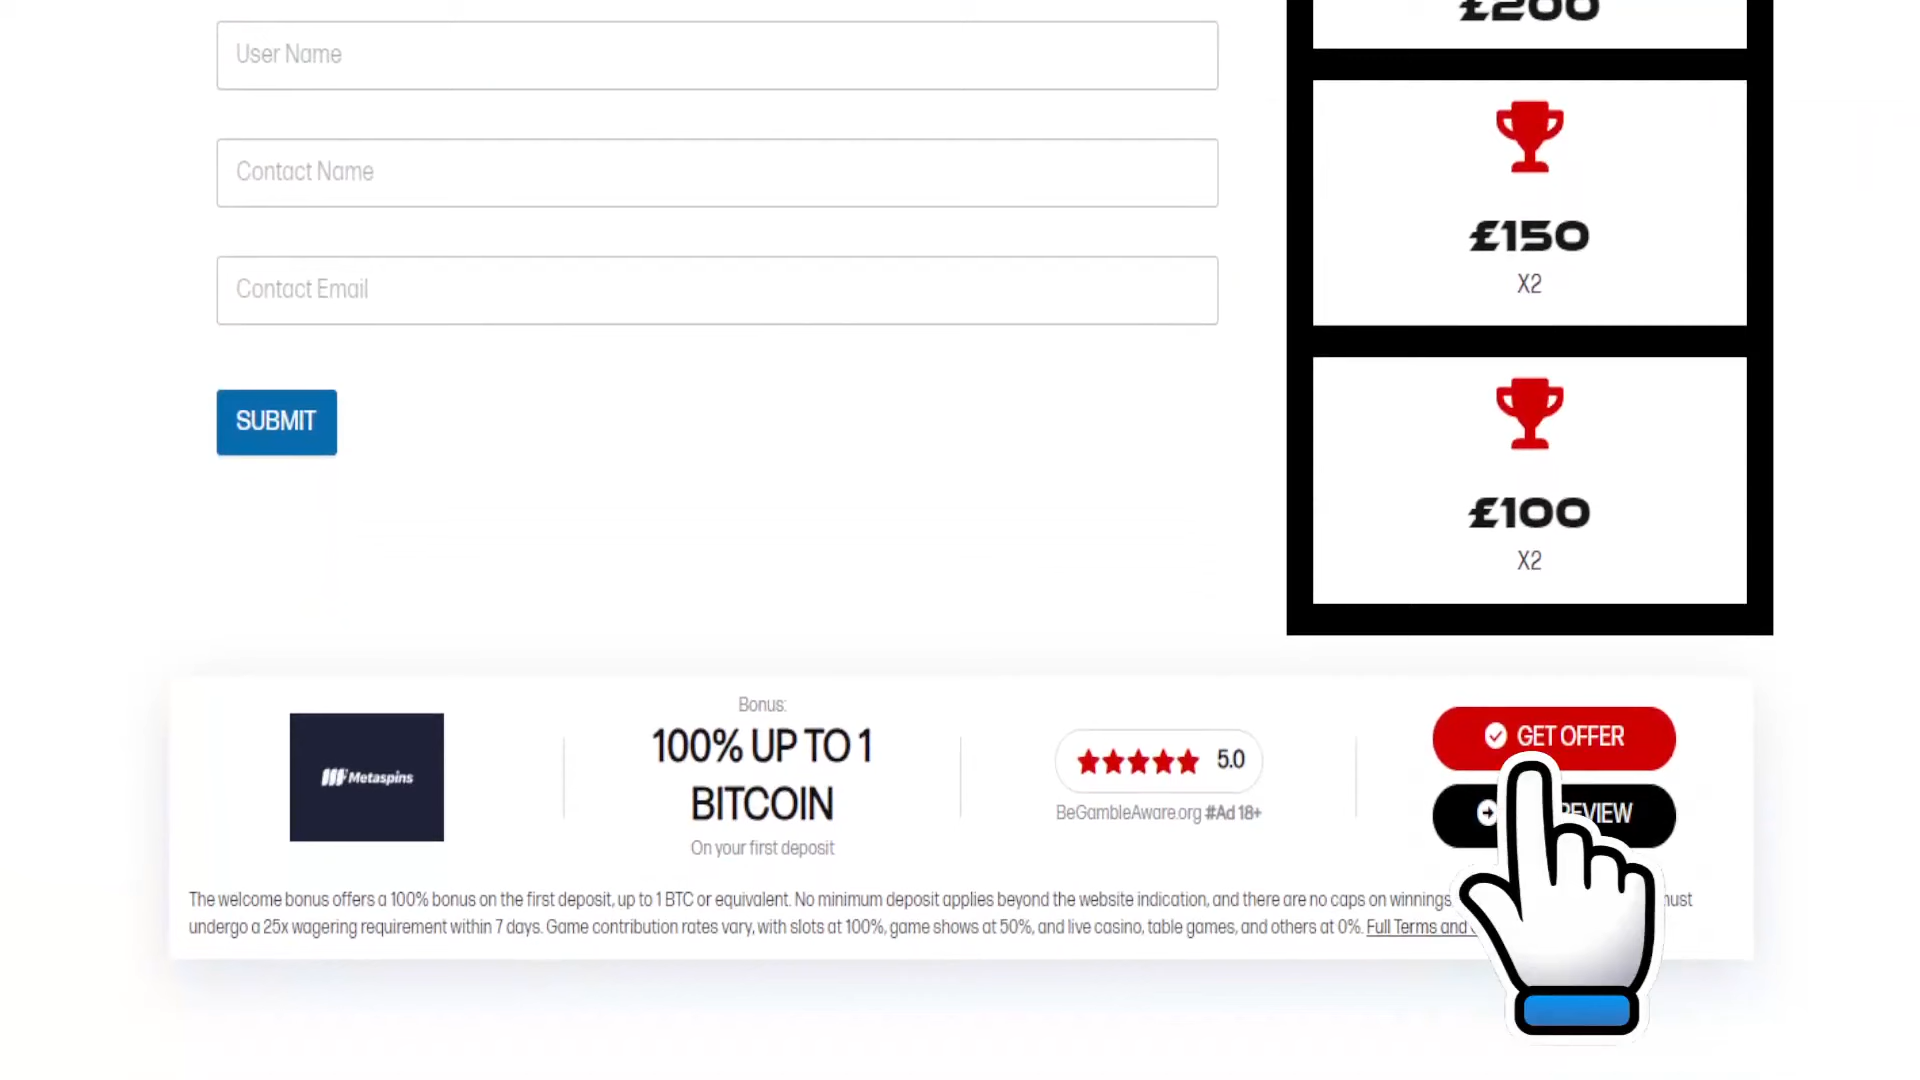 User Name
Contact Name
Contact Email
SUBMIT
£200
£150
X2
£100
X2
Metaspins
Bonus:
100% UP TO 1
BITCOIN
On your first deposit
5.0
BeGambleAware.org #Ad 18+
GET OFFER
The welcome bonus offers a 100% bonus on the first deposit, up to 1 BTC or equivalent. No minimum deposit applies beyond the website indication, and there are no caps on winnings
undergo a 25x wagering requirement within 7 days. Game contribution rates vary, with slots at 100%, game shows at 50%, and live casino, table games, and others at 0%. Full Terms and